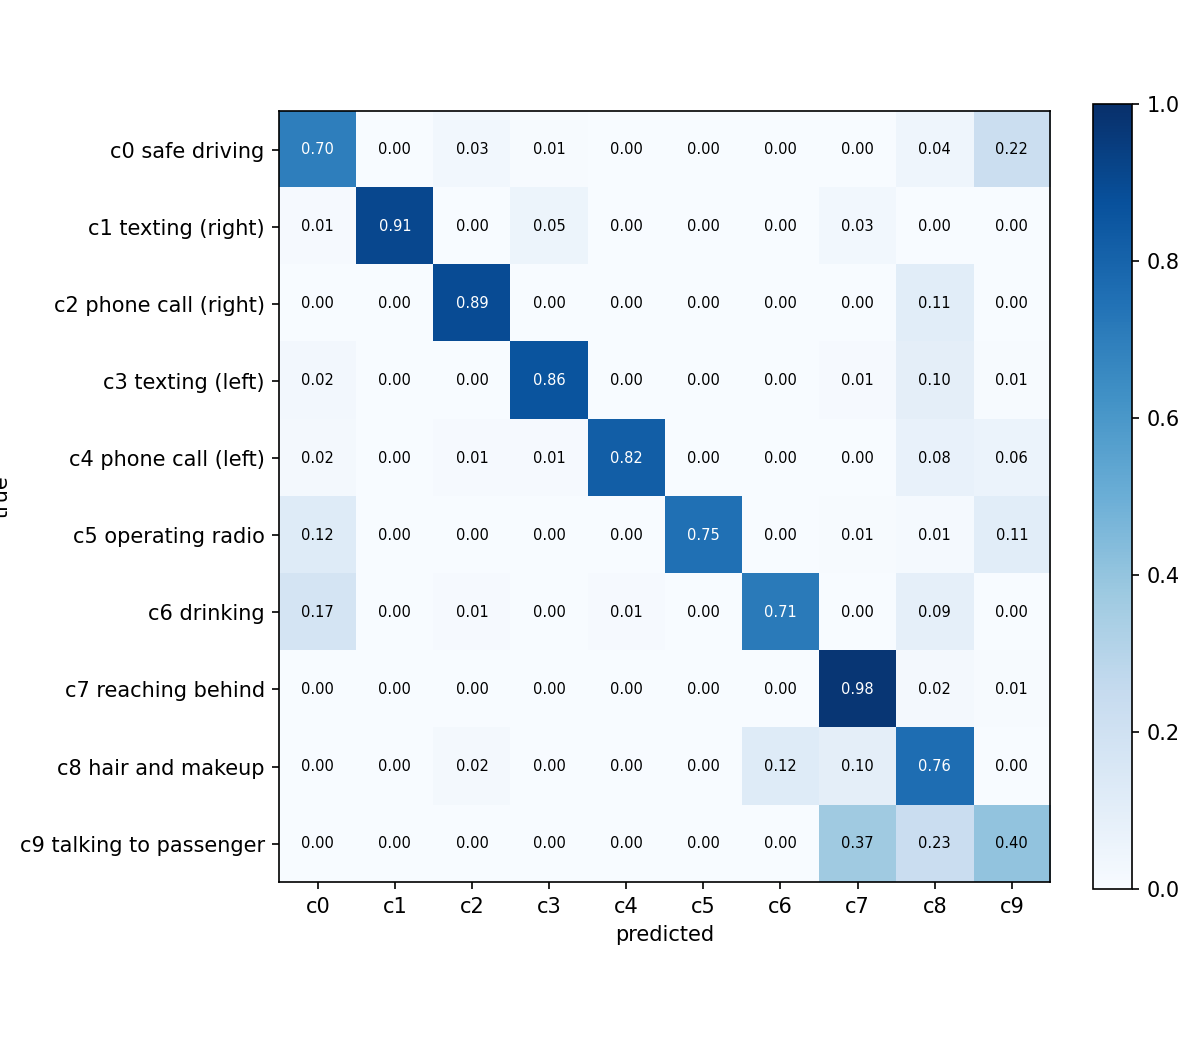 c0 safe driving 0.70 0.00 0.03 0.01 0.00 0.00 0.00 0.00 0.04 0.22
c1 texting (right) 0.01 0.91 0.00 0.05 0.00 0.00 0.00 0.03 0.00 0.00
c2 phone call (right) 0.00 0.00 0.89 0.00 0.00 0.00 0.00 0.00 0.11 0.00
c3 texting (left) 0.02 0.00 0.00 0.86 0.00 0.00 0.00 0.01 0.10 0.01
c4 phone call (left) 0.02 0.00 0.01 0.01 0.82 0.00 0.00 0.00 0.08 0.06
c5 operating radio 0.12 0.00 0.00 0.00 0.00 0.75 0.00 0.01 0.01 0.11
c6 drinking 0.17 0.00 0.01 0.00 0.01 0.00 0.71 0.00 0.09 0.00
c7 reaching behind 0.00 0.00 0.00 0.00 0.00 0.00 0.00 0.98 0.02 0.01
c8 hair and makeup 0.00 0.00 0.02 0.00 0.00 0.00 0.12 0.10 0.76 0.00
c9 talking to passenger 0.00 0.00 0.00 0.00 0.00 0.00 0.00 0.37 0.23 0.40
c0 c1 c2 c3 c4 c5 c6 c7 c8 c9
predicted
true
1.0
0.8
0.6
0.4
0.2
0.0